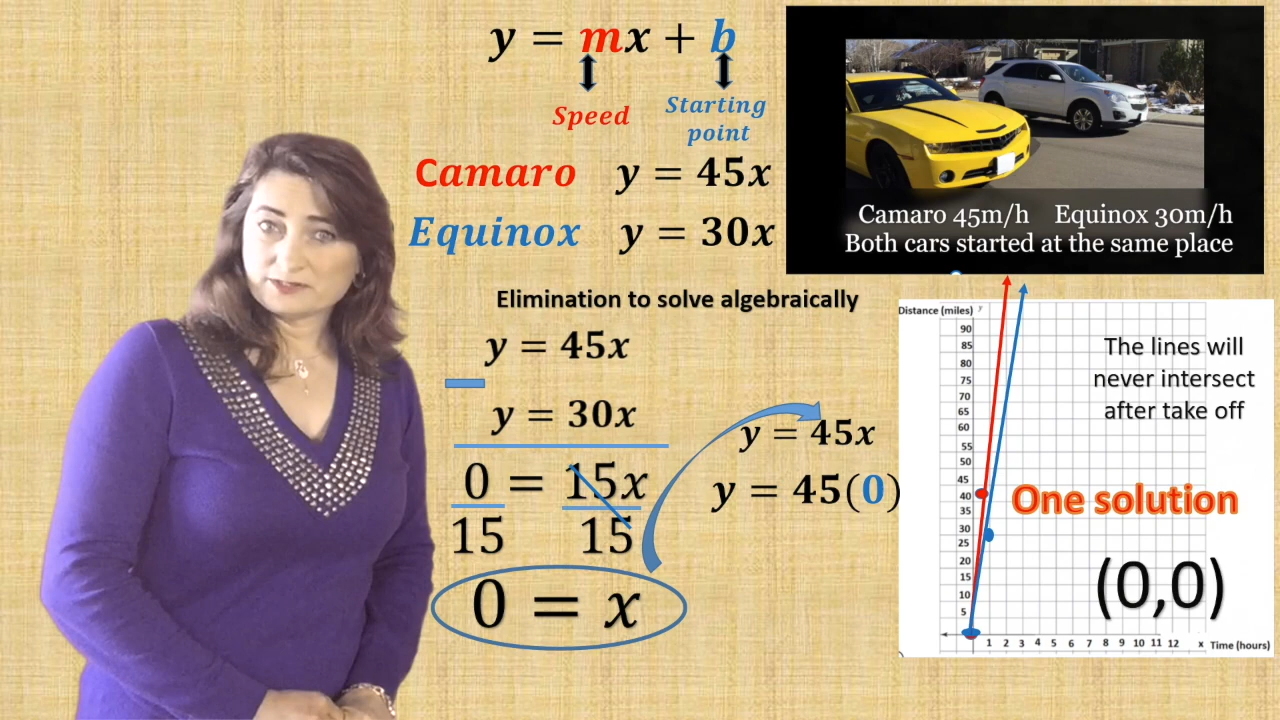 y = mx + b
Speed
Starting
point
Camaro y = 45x
Equinox y = 30x
Camaro 45m/h Equinox 30m/h
Both cars started at the same place
Elimination to solve algebraically
y = 45x
y = 30x
0 = 15x
15 15
0 = x
y = 45x
y = 45(0)
Distance (miles) y
90
85
80
75
70
65
60
55
50
45
40
35
30
25
20
15
10
5
1 2 3 4 5 6 7 8 9 10 11 12 x Time (hours)
The lines will
never intersect
after take off
One solution
(0,0)